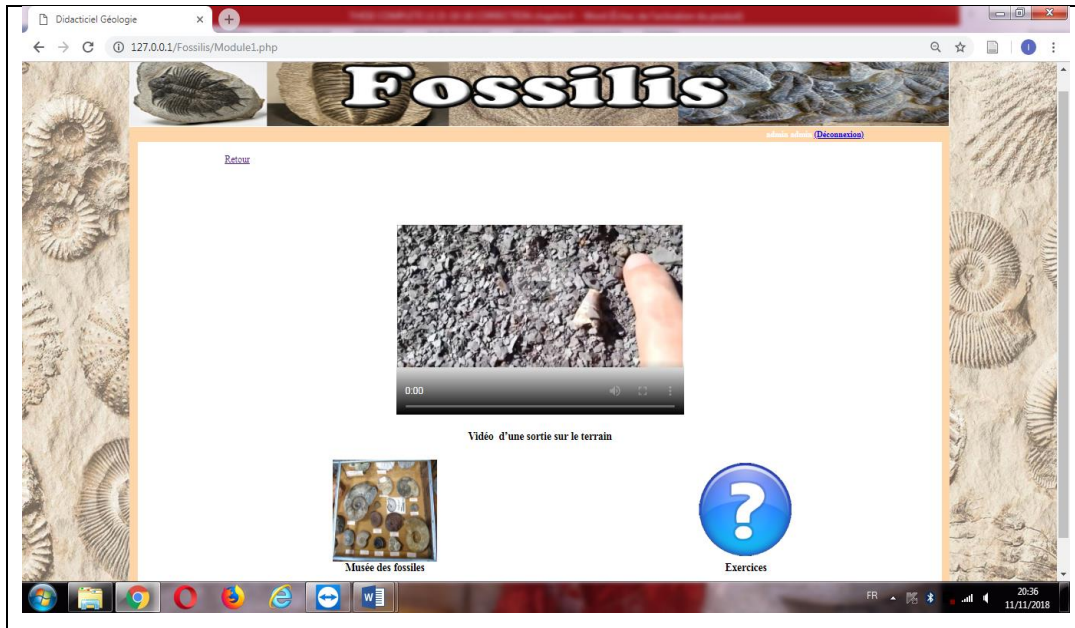 Didacticiel Géologie
127.0.0.1/Fossilis/Module1.php
Fossilis
admin admin (Déconnexion)
Retour
0:00
Vidéo d'une sortie sur le terrain
Musée des fossiles
Exercices
FR
20:36
11/11/2018